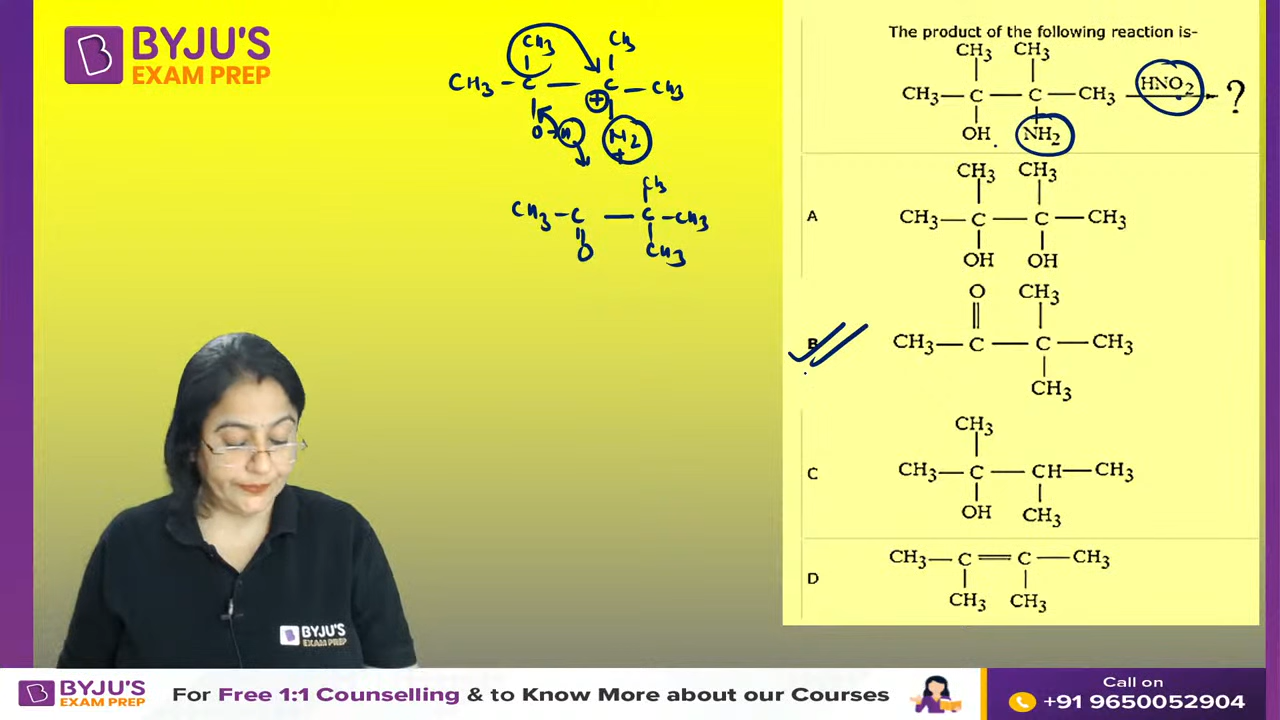 BYJU'S
EXAM PREP
CH3 CH3
CH3 - C — C — CH3
+
O-H N2
+
CH3
CH3 - C — C - CH3
O CH3
The product of the following reaction is-
CH3 CH3
CH3 — C — C — CH3 HNO2 ?
OH NH2
A
CH3 CH3
CH3 — C — C — CH3
OH OH
B
O CH3
CH3 — C — C — CH3
CH3
C
CH3
CH3 — C — CH — CH3
OH CH3
D
CH3 — C = C — CH3
CH3 CH3
BYJU'S
EXAM PREP
BYJU'S
EXAM PREP
For Free 1:1 Counselling & to Know More about our Courses
Call on
+91 9650052904